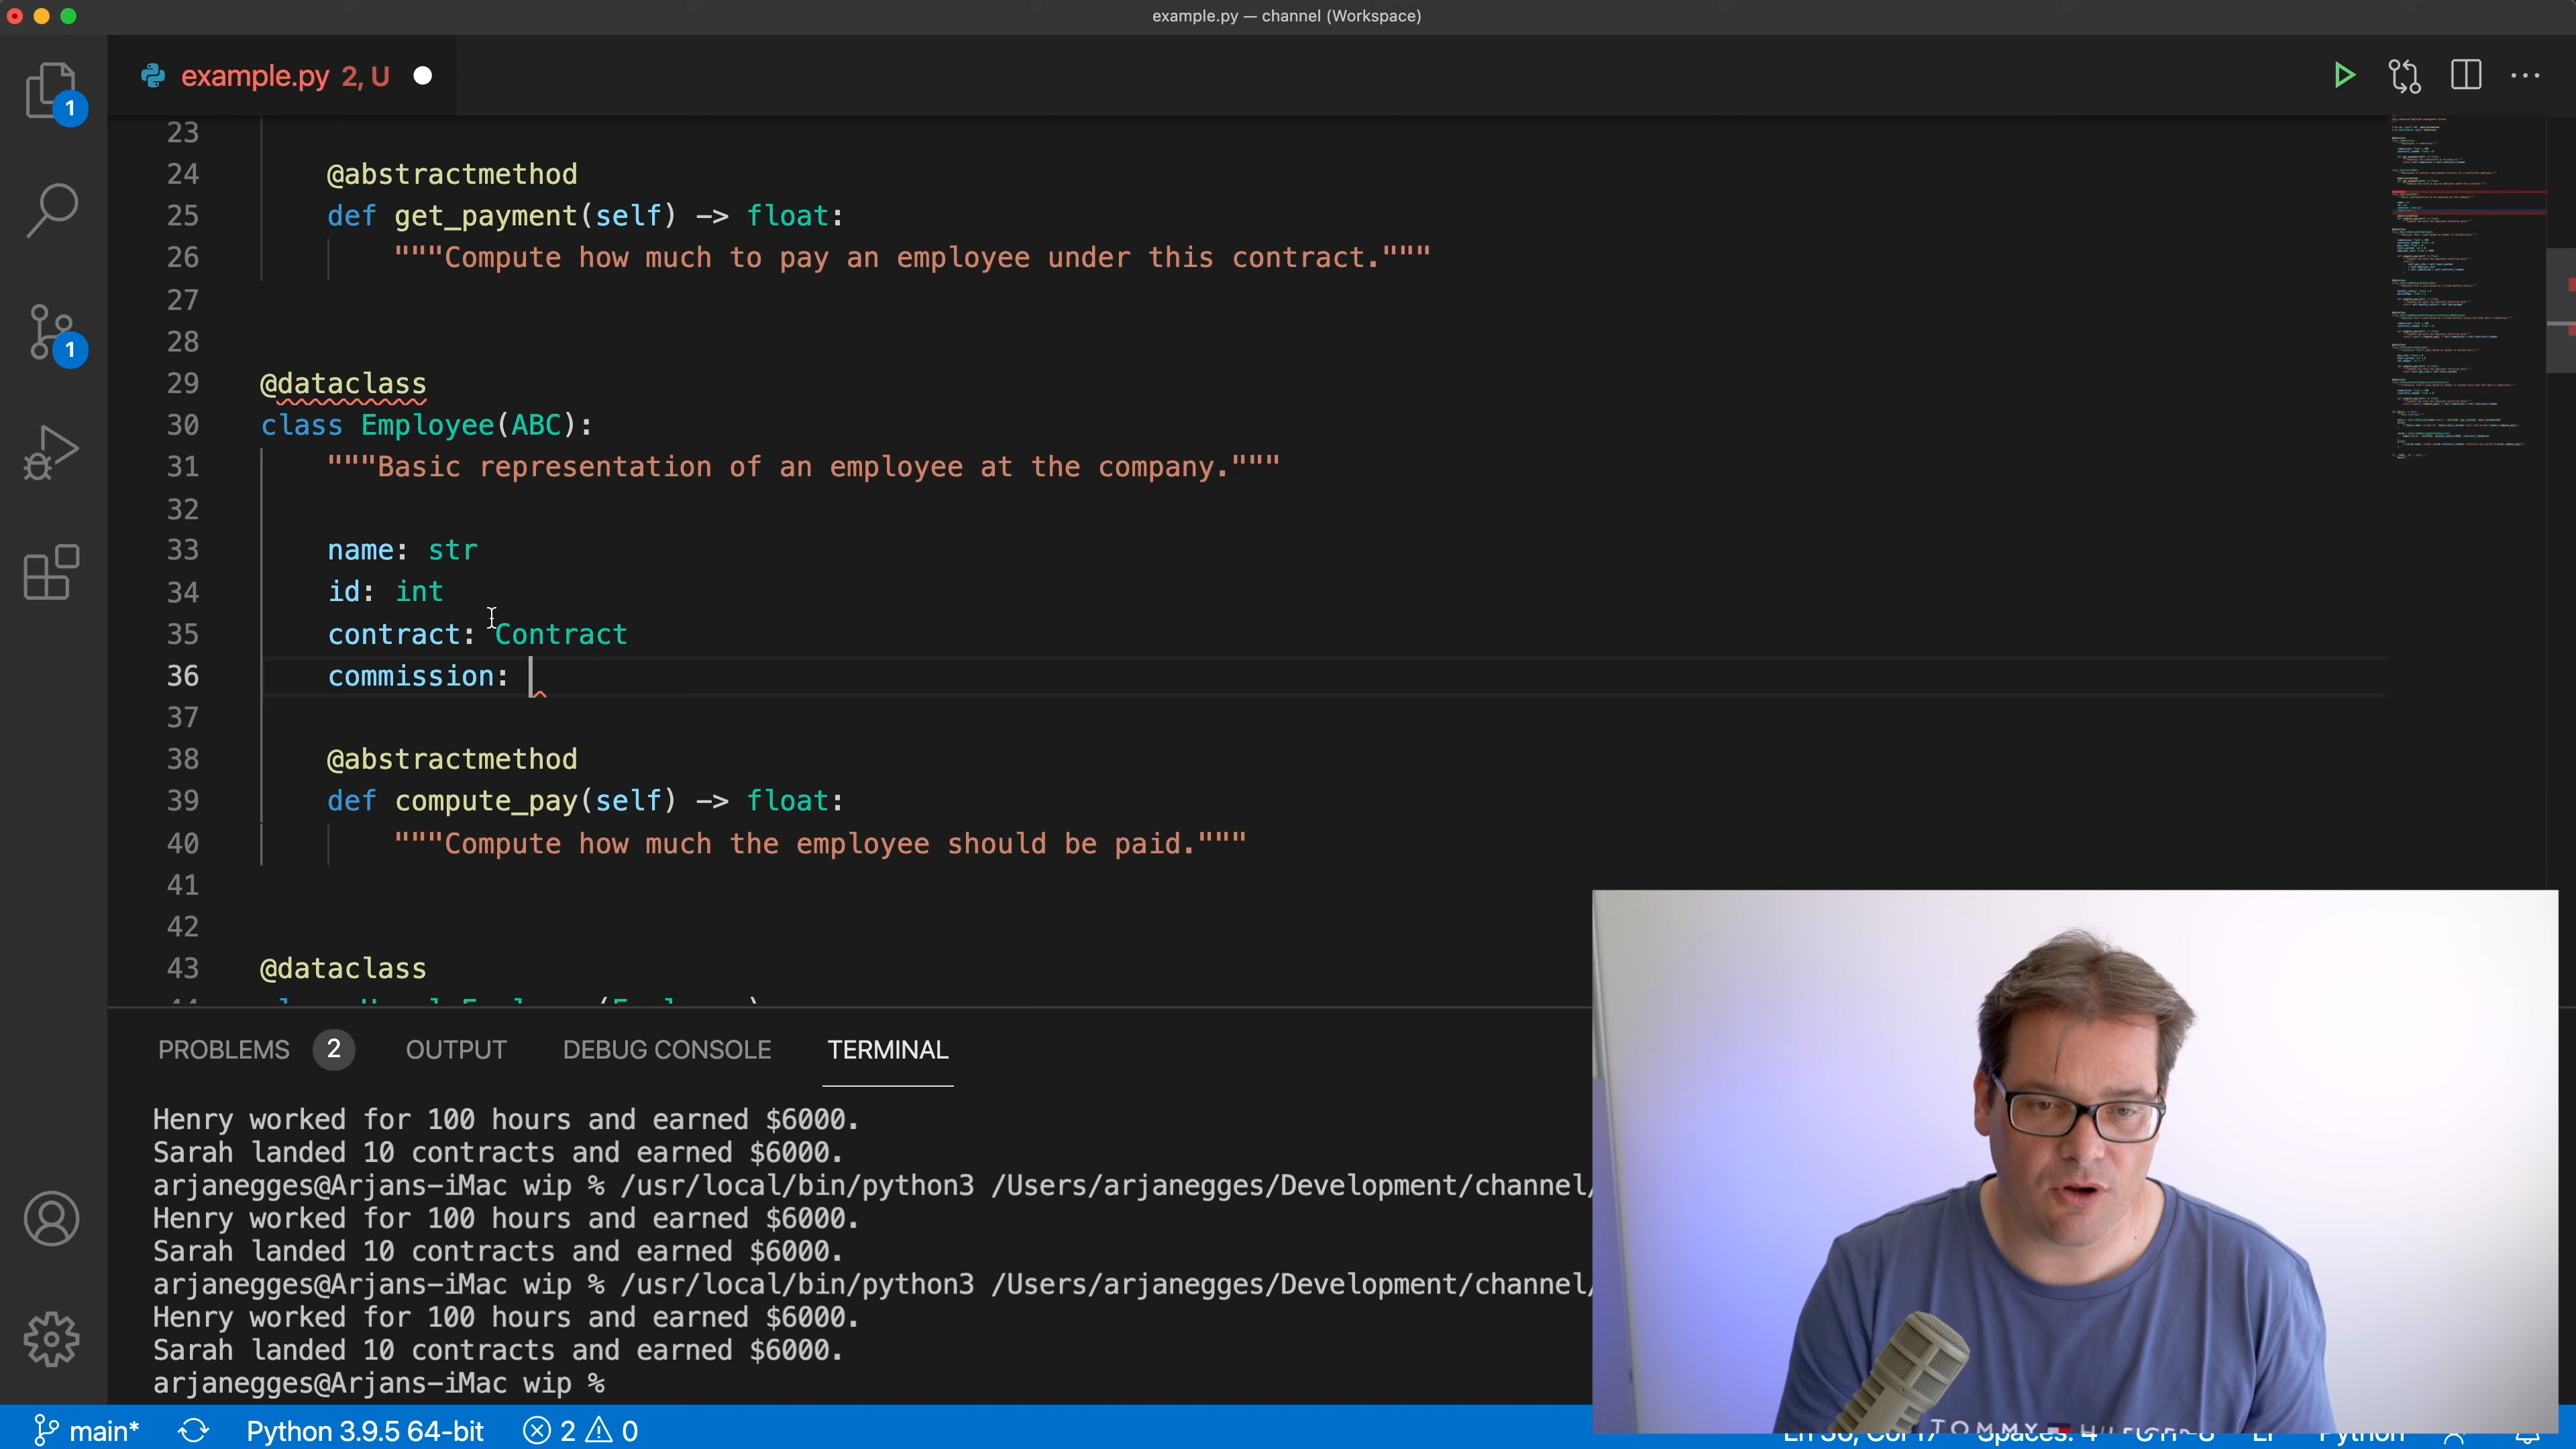 example.py — channel (Workspace)
example.py 2, U
1
1
23
24 @abstractmethod
25 def get_payment(self) -> float:
26 """Compute how much to pay an employee under this contract."""
27
28
29 @dataclass
30 class Employee(ABC):
31 """Basic representation of an employee at the company."""
32
33 name: str
34 id: int
35 contract: Contract
36 commission:
37
38 @abstractmethod
39 def compute_pay(self) -> float:
40 """Compute how much the employee should be paid."""
41
42
43 @dataclass
PROBLEMS 2 OUTPUT DEBUG CONSOLE TERMINAL
Henry worked for 100 hours and earned $6000.
Sarah landed 10 contracts and earned $6000.
arjanegges@Arjans-iMac wip % /usr/local/bin/python3 /Users/arjanegges/Development/channel/
Henry worked for 100 hours and earned $6000.
Sarah landed 10 contracts and earned $6000.
arjanegges@Arjans-iMac wip % /usr/local/bin/python3 /Users/arjanegges/Development/channel/
Henry worked for 100 hours and earned $6000.
Sarah landed 10 contracts and earned $6000.
arjanegges@Arjans-iMac wip %
TOMMY HILFIGER
main* Python 3.9.5 64-bit 2 0 Spaces: 4 Python